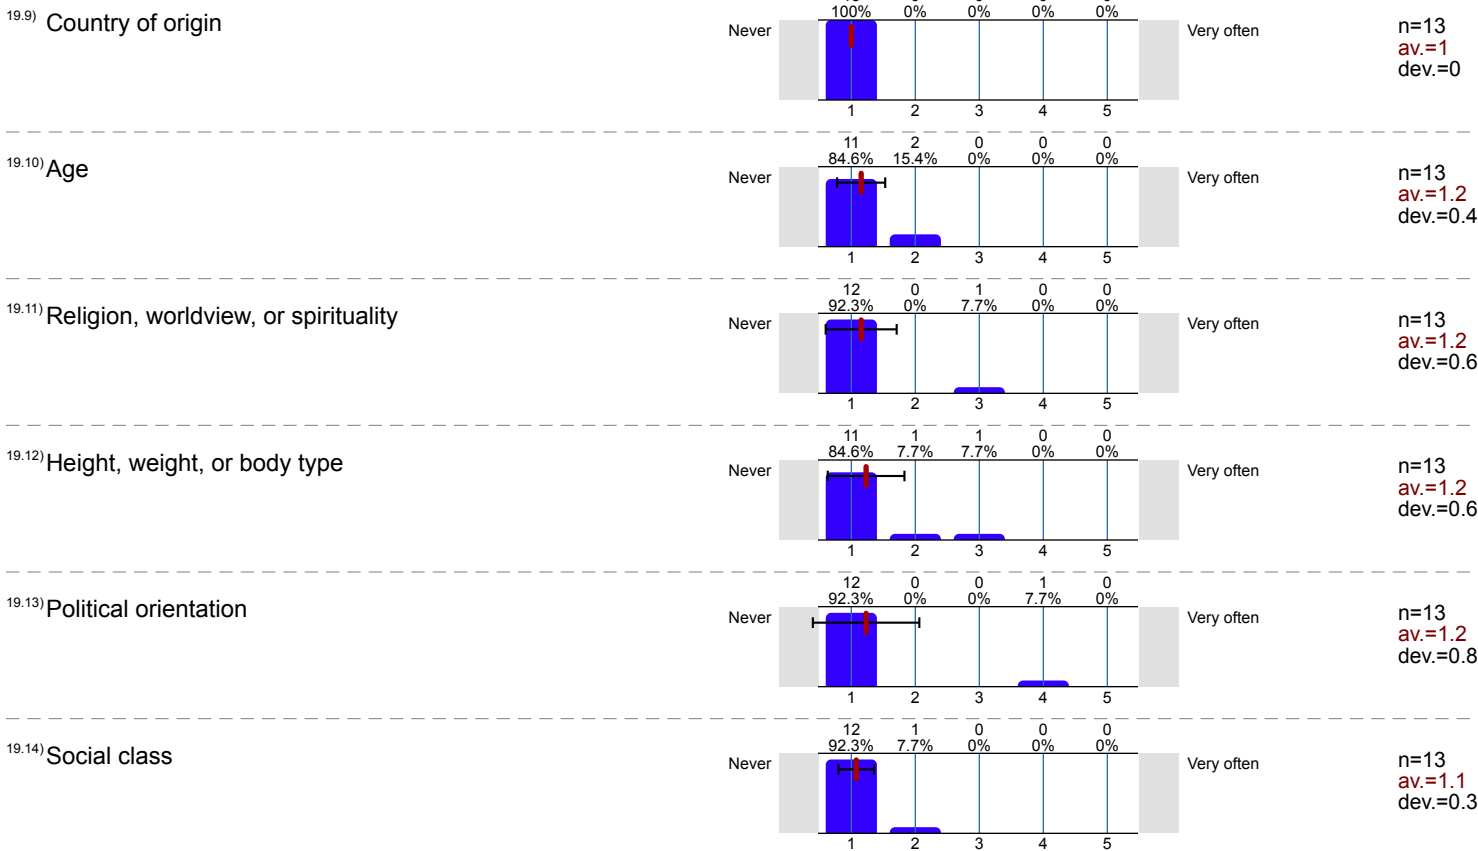 100% 0% 0% 0% 0%
19.9) Country of origin
Never
Very often
n=13
av.=1
dev.=0
1 2 3 4 5
11 2 0 0 0
84.6% 15.4% 0% 0% 0%
19.10) Age
Never
Very often
n=13
av.=1.2
dev.=0.4
1 2 3 4 5
12 0 1 0 0
92.3% 0% 7.7% 0% 0%
19.11) Religion, worldview, or spirituality
Never
Very often
n=13
av.=1.2
dev.=0.6
1 2 3 4 5
11 1 1 0 0
84.6% 7.7% 7.7% 0% 0%
19.12) Height, weight, or body type
Never
Very often
n=13
av.=1.2
dev.=0.6
1 2 3 4 5
12 0 0 1 0
92.3% 0% 0% 7.7% 0%
19.13) Political orientation
Never
Very often
n=13
av.=1.2
dev.=0.8
1 2 3 4 5
12 1 0 0 0
92.3% 7.7% 0% 0% 0%
19.14) Social class
Never
Very often
n=13
av.=1.1
dev.=0.3
1 2 3 4 5